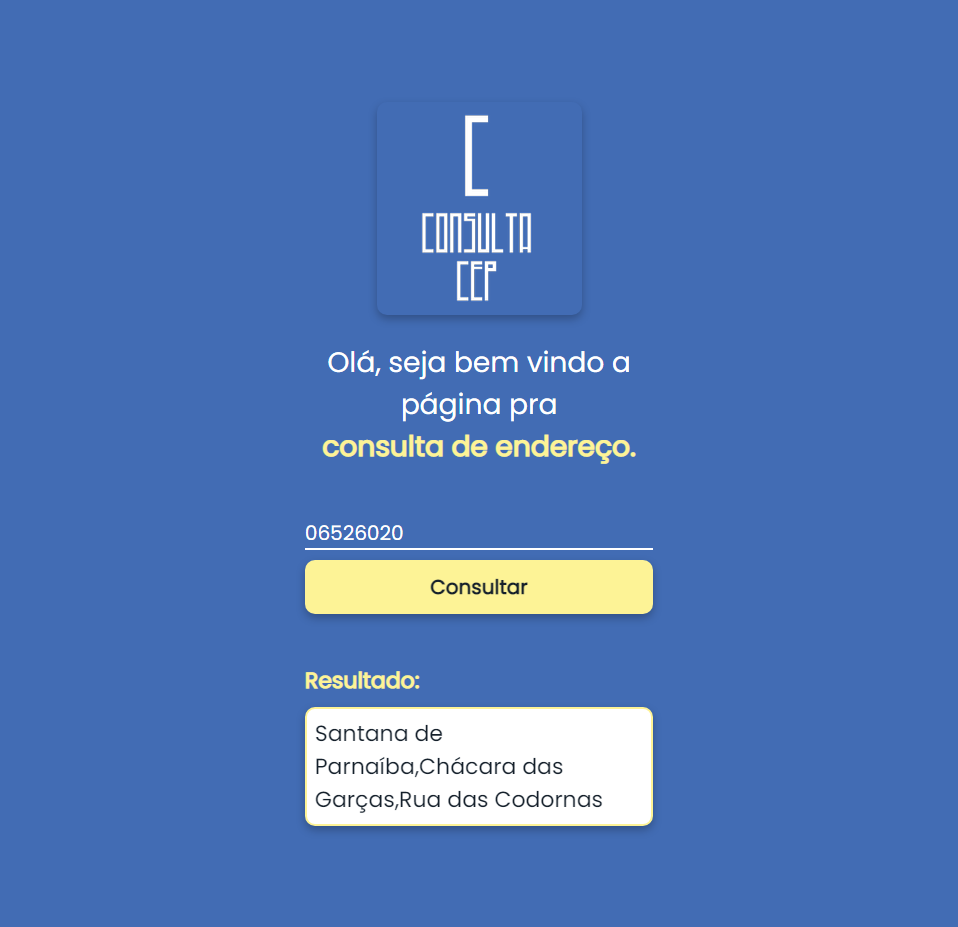 C
CONSULTA
CEP
Olá, seja bem vindo a
página pra
consulta de endereço.
06526020
Consultar
Resultado:
Santana de
Parnaíba,Chácara das
Garças,Rua das Codornas